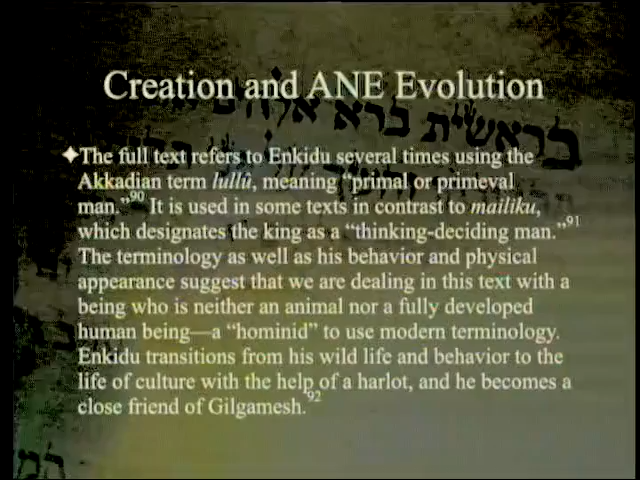 Creation and ANE Evolution
בראשית ברא אלהים
✦The full text refers to Enkidu several times using the
Akkadian term lullû, meaning “primal or primeval
man.”90 It is used in some texts in contrast to mailiku,
which designates the king as a “thinking-deciding man.”91
The terminology as well as his behavior and physical
appearance suggest that we are dealing in this text with a
being who is neither an animal nor a fully developed
human being—a “hominid” to use modern terminology.
Enkidu transitions from his wild life and behavior to the
life of culture with the help of a harlot, and he becomes a
close friend of Gilgamesh.92